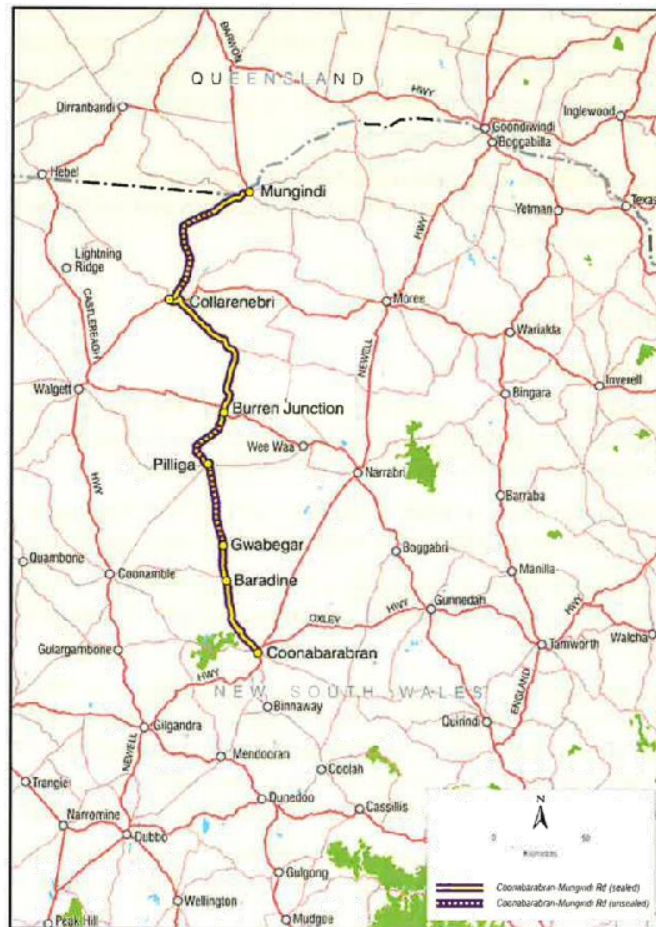 BARWON
QUEENSLAND
HWY
Dirranbandi
Inglewood
Goondiwindi
Boggabilla
Hebel
Mungindi
Texas
Yetman
HWY
Lightning
Ridge
CASTLEREAGH
Collarenebri
Moree
Warialda
NEWELL
Walgett
Inverell
Bingara
Burren Junction
Wee Waa
Pilliga
Narrabri
HWY
Barraba
Gwabegar
Boggabri
Quambone
Coonamble
Baradine
Manilla
HWY
Gunnedah
HWY
OXLEY
Walcha
Tamworth
Gulargambone
Coonabarabran
HWY
NEW SOUTH WALES
ENGLAND
Binnaway
Quirindi
Gilgandra
NEWELL
Mendooran
Coolah
Trangie
Dunedoo
Cassilis
N
Narromine
Dubbo
0 50
Kilometres
Gulgong
Coonabarabran-Mungindi Rd (sealed)
Coonabarabran-Mungindi Rd (unsealed)
Wellington
Peak Hill
Mudgee